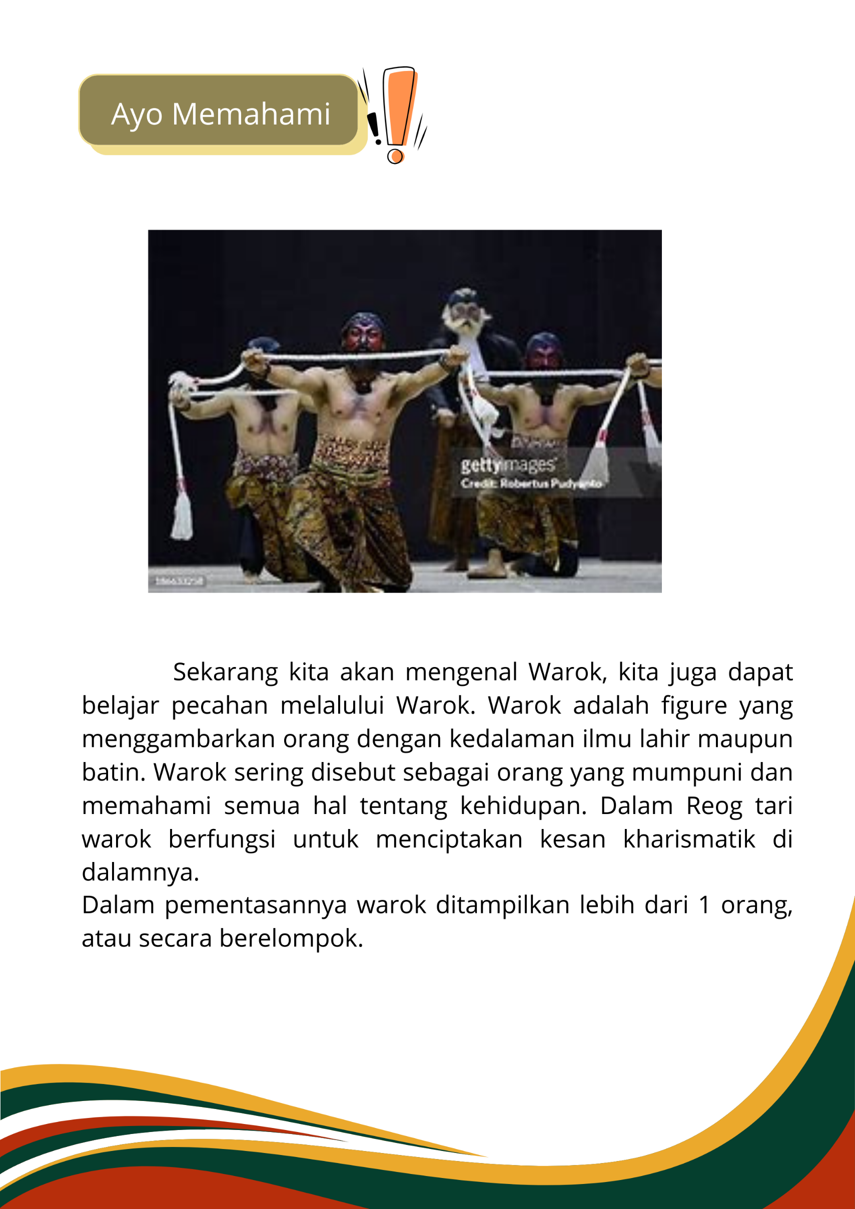 Ayo Memahami
gettyimages
Credit: Robertus Pudyanto
186633258
Sekarang kita akan mengenal Warok, kita juga dapat
belajar pecahan melalului Warok. Warok adalah figure yang
menggambarkan orang dengan kedalaman ilmu lahir maupun
batin. Warok sering disebut sebagai orang yang mumpuni dan
memahami semua hal tentang kehidupan. Dalam Reog tari
warok berfungsi untuk menciptakan kesan kharismatik di
dalamnya.
Dalam pementasannya warok ditampilkan lebih dari 1 orang,
atau secara berelompok.